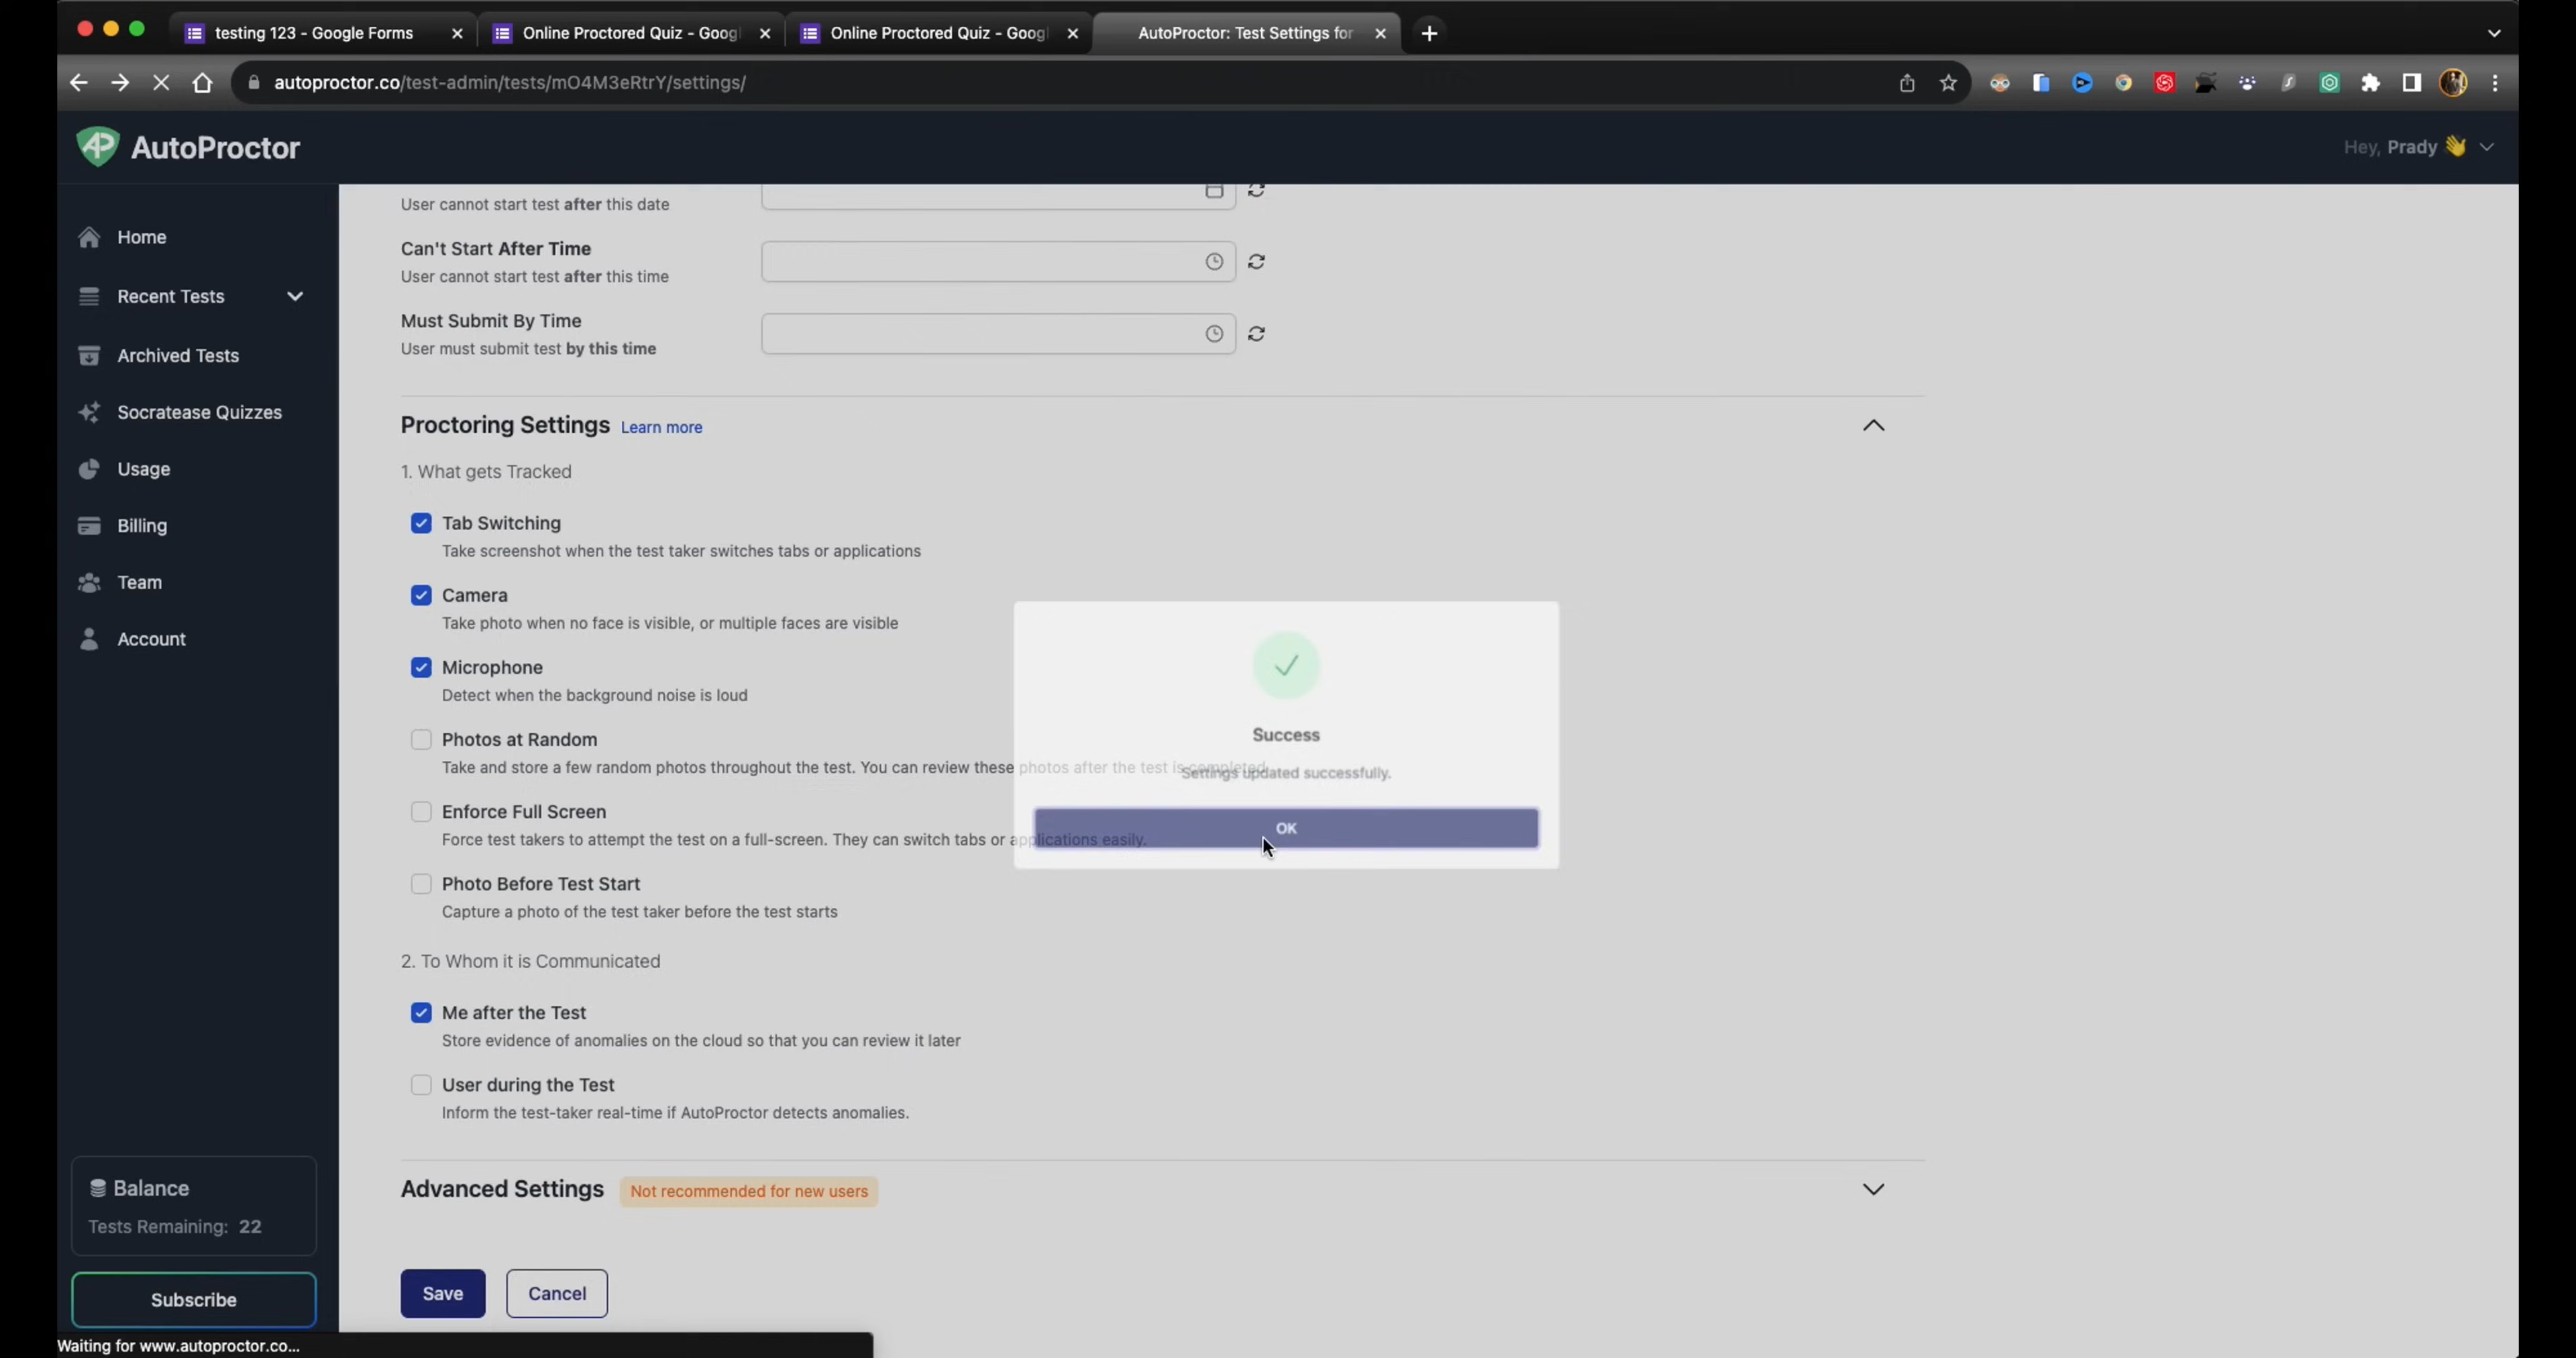 testing 123 - Google Forms
Online Proctored Quiz - Goog
Online Proctored Quiz - Goog
AutoProctor: Test Settings for
autoproctor.co/test-admin/tests/mO4M3eRtrY/settings/
AP AutoProctor
Hey, Prady 👋
Home
Recent Tests
Archived Tests
Socratease Quizzes
Usage
Billing
Team
Account
Balance
Tests Remaining: 22
Subscribe
User cannot start test after this date
Can't Start After Time
User cannot start test after this time
Must Submit By Time
User must submit test by this time
Proctoring Settings Learn more
1. What gets Tracked
Tab Switching
Take screenshot when the test taker switches tabs or applications
Camera
Take photo when no face is visible, or multiple faces are visible
Microphone
Detect when the background noise is loud
Photos at Random
Take and store a few random photos throughout the test. You can review these photos after the test is completed
Enforce Full Screen
Force test takers to attempt the test on a full-screen. They can switch tabs or applications easily.
Photo Before Test Start
Capture a photo of the test taker before the test starts
2. To Whom it is Communicated
Me after the Test
Store evidence of anomalies on the cloud so that you can review it later
User during the Test
Inform the test-taker real-time if AutoProctor detects anomalies.
Advanced Settings Not recommended for new users
Save
Cancel
Success
Settings updated successfully.
OK
Waiting for www.autoproctor.co...